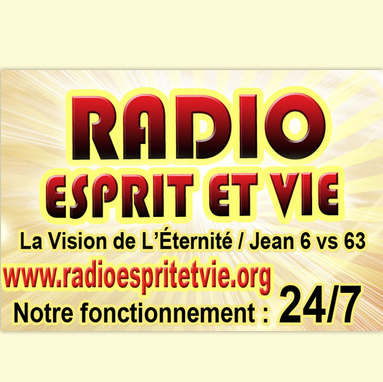 RADIO
ESPRIT ET VIE
La Vision de L'Éternité / Jean 6 vs 63
www.radioespritetvie.org
Notre fonctionnement : 24/7